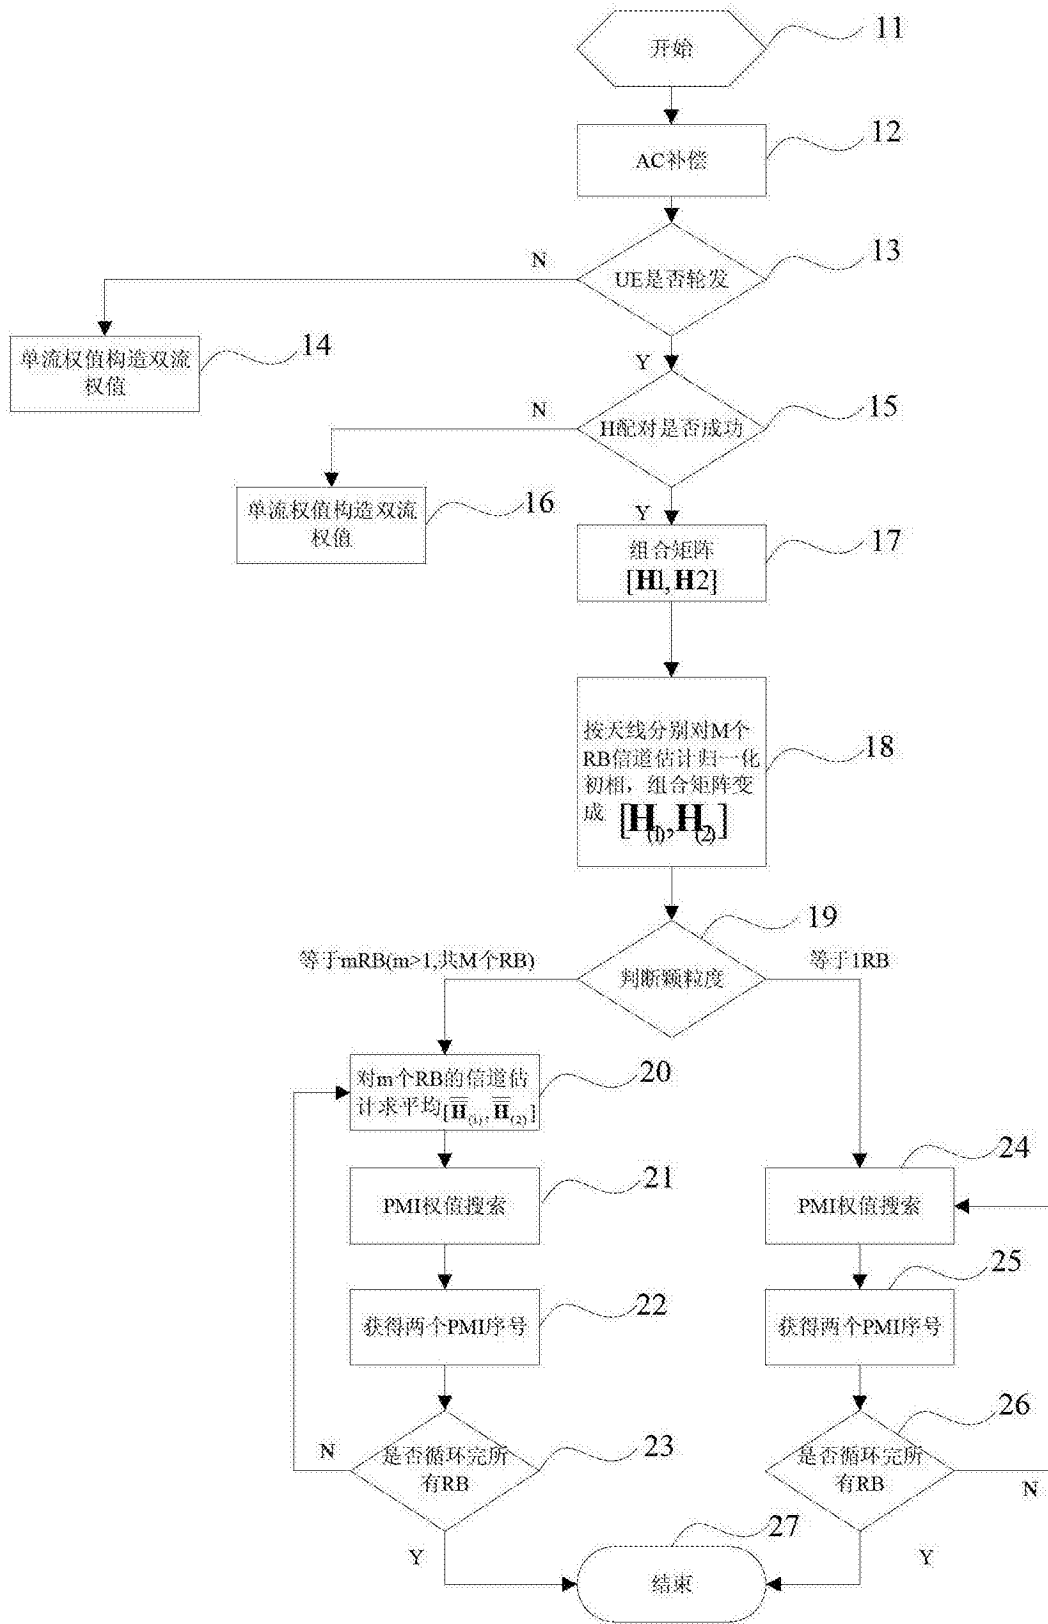 开始
11
AC补偿
12
UE是否轮发
13
N
单流权值构造双流
权值
14
Y
H配对是否成功
15
N
单流权值构造双流
权值
16
Y
组合矩阵
[H1,H2]
17
按天线分别对M个
RB信道估计归一化
初相，组合矩阵变
成 [H(1),H(2)]
18
判断颗粒度
19
等于mRB(m>1,共M个RB)
等于1RB
对m个RB的信道估
计求平均[H̿(1),H̿(2)]
20
PMI权值搜索
21
获得两个PMI序号
22
是否循环完所
有RB
23
N
Y
PMI权值搜索
24
获得两个PMI序号
25
是否循环完所
有RB
26
N
Y
结束
27